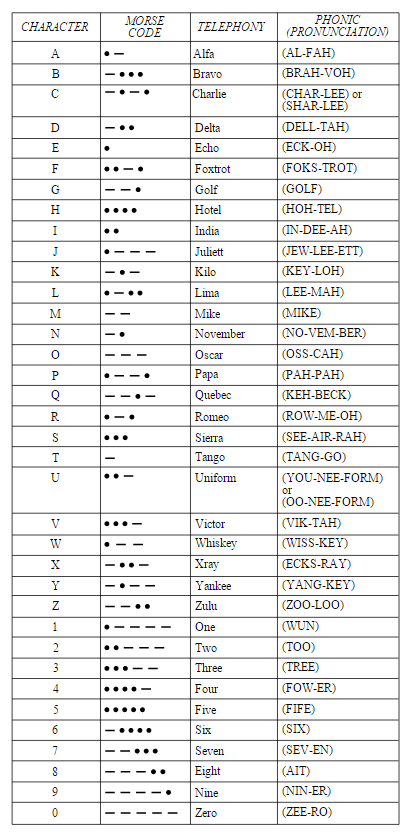 CHARACTER MORSE CODE TELEPHONY PHONIC (PRONUNCIATION)
A ● — Alfa (AL-FAH)
B — ● ● ● Bravo (BRAH-VOH)
C — ● — ● Charlie (CHAR-LEE) or
(SHAR-LEE)
D — ● ● Delta (DELL-TAH)
E ● Echo (ECK-OH)
F ● ● — ● Foxtrot (FOKS-TROT)
G — — ● Golf (GOLF)
H ● ● ● ● Hotel (HOH-TEL)
I ● ● India (IN-DEE-AH)
J ● — — — Juliett (JEW-LEE-ETT)
K — ● — Kilo (KEY-LOH)
L ● — ● ● Lima (LEE-MAH)
M — — Mike (MIKE)
N — ● November (NO-VEM-BER)
O — — — Oscar (OSS-CAH)
P ● — — ● Papa (PAH-PAH)
Q — — ● — Quebec (KEH-BECK)
R ● — ● Romeo (ROW-ME-OH)
S ● ● ● Sierra (SEE-AIR-RAH)
T — Tango (TANG-GO)
U ● ● — Uniform (YOU-NEE-FORM)
or
(OO-NEE-FORM)
V ● ● ● — Victor (VIK-TAH)
W ● — — Whiskey (WISS-KEY)
X — ● ● — Xray (ECKS-RAY)
Y — ● — — Yankee (YANG-KEY)
Z — — ● ● Zulu (ZOO-LOO)
1 ● — — — — One (WUN)
2 ● ● — — — Two (TOO)
3 ● ● ● — — Three (TREE)
4 ● ● ● ● — Four (FOW-ER)
5 ● ● ● ● ● Five (FIFE)
6 — ● ● ● ● Six (SIX)
7 — — ● ● ● Seven (SEV-EN)
8 — — — ● ● Eight (AIT)
9 — — — — ● Nine (NIN-ER)
0 — — — — — Zero (ZEE-RO)